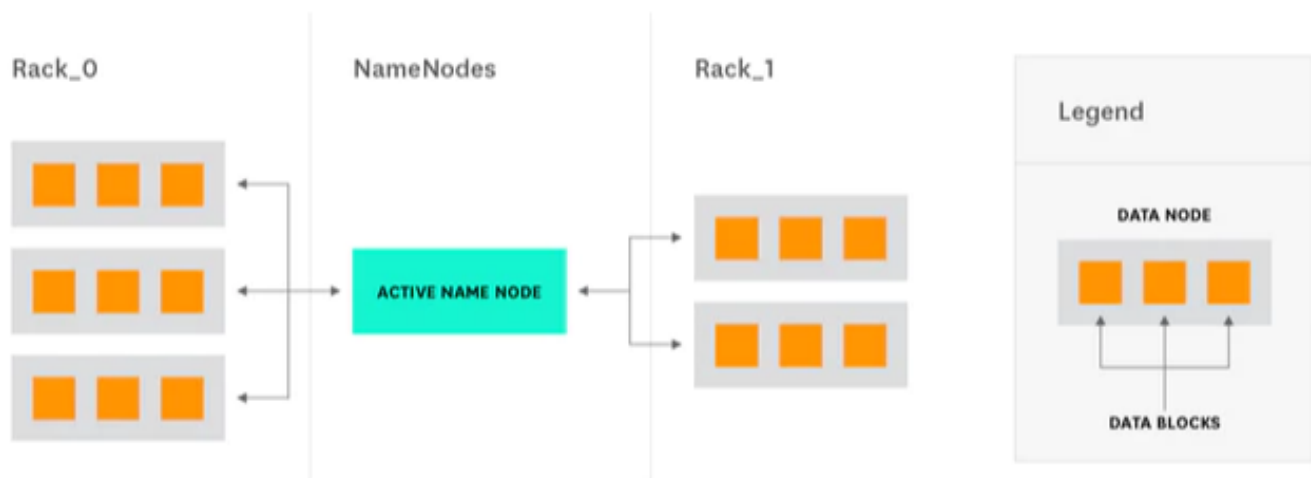 Rack_0
NameNodes
Rack_1
Legend
DATA NODE
ACTIVE NAME NODE
DATA BLOCKS